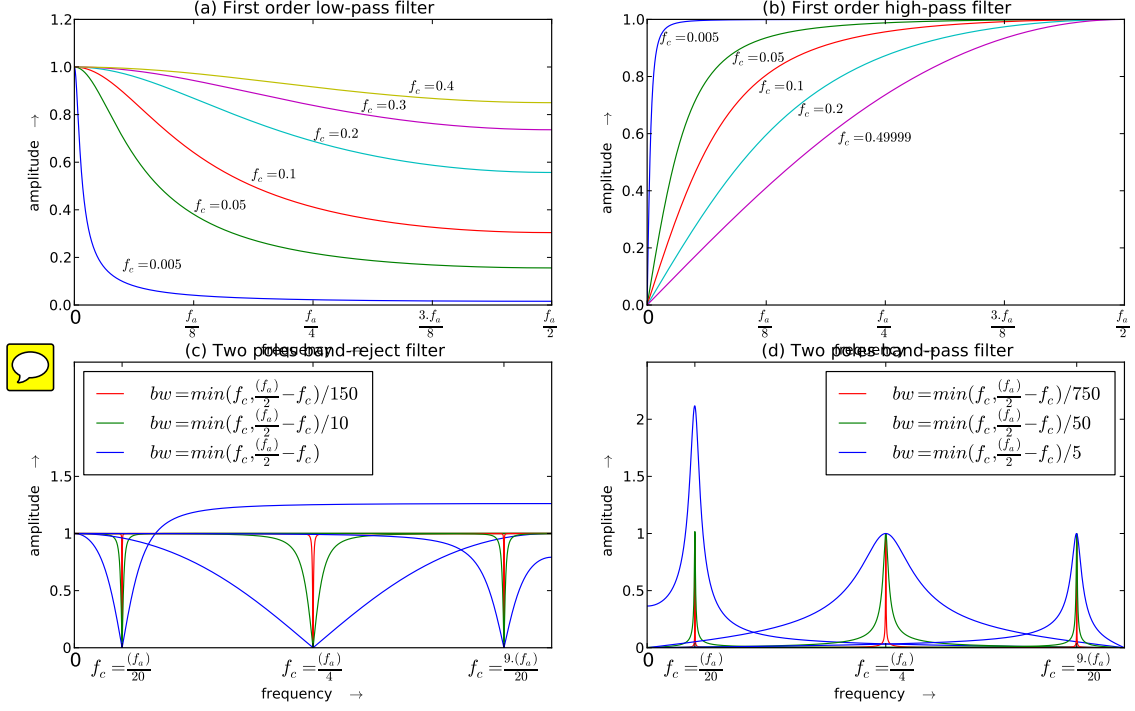 (a) First order low-pass filter
1.2
1.0
0.8
0.6
0.4
0.2
0.0
amplitude →
f_c=0.4
f_c=0.3
f_c=0.2
f_c=0.1
f_c=0.05
f_c=0.005
0
f_a/8
f_a/4
3.f_a/8
f_a/2
frequency →
(b) First order high-pass filter
1.0
0.8
0.6
0.4
0.2
0.0
amplitude →
f_c=0.005
f_c=0.05
f_c=0.1
f_c=0.2
f_c=0.49999
0
f_a/8
f_a/4
3.f_a/8
f_a/2
frequency →
(c) Two poles band-reject filter
bw=min(f_c,(f_a)/2−f_c)/150
bw=min(f_c,(f_a)/2−f_c)/10
bw=min(f_c,(f_a)/2−f_c)
1.5
1
0.5
0
amplitude →
0
f_c=(f_a)/20
f_c=(f_a)/4
f_c=9.(f_a)/20
frequency →
(d) Two poles band-pass filter
bw=min(f_c,(f_a)/2−f_c)/750
bw=min(f_c,(f_a)/2−f_c)/50
bw=min(f_c,(f_a)/2−f_c)/5
2
1.5
1
0.5
0
amplitude →
0
f_c=(f_a)/20
f_c=(f_a)/4
f_c=9.(f_a)/20
frequency →